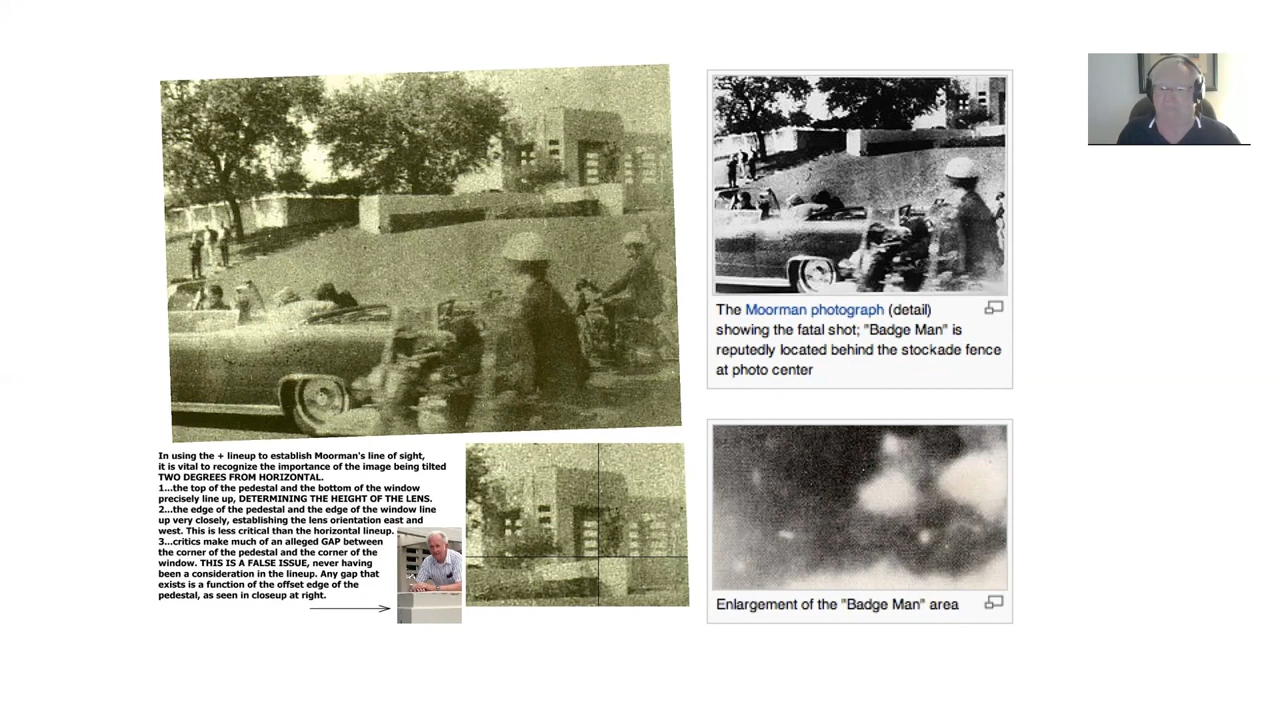 In using the + lineup to establish Moorman's line of sight,
it is vital to recognize the importance of the image being tilted
TWO DEGREES FROM HORIZONTAL.
1...the top of the pedestal and the bottom of the window
precisely line up, DETERMINING THE HEIGHT OF THE LENS.
2...the edge of the pedestal and the edge of the window line
up very closely, establishing the lens orientation east and
west. This is less critical than the horizontal lineup.
3...critics make much of an alleged GAP between
the corner of the pedestal and the corner of the
window. THIS IS A FALSE ISSUE, never having
been a consideration in the lineup. Any gap that
exists is a function of the offset edge of the
pedestal, as seen in closeup at right.
The Moorman photograph (detail)
showing the fatal shot; "Badge Man" is
reputedly located behind the stockade fence
at photo center
Enlargement of the "Badge Man" area